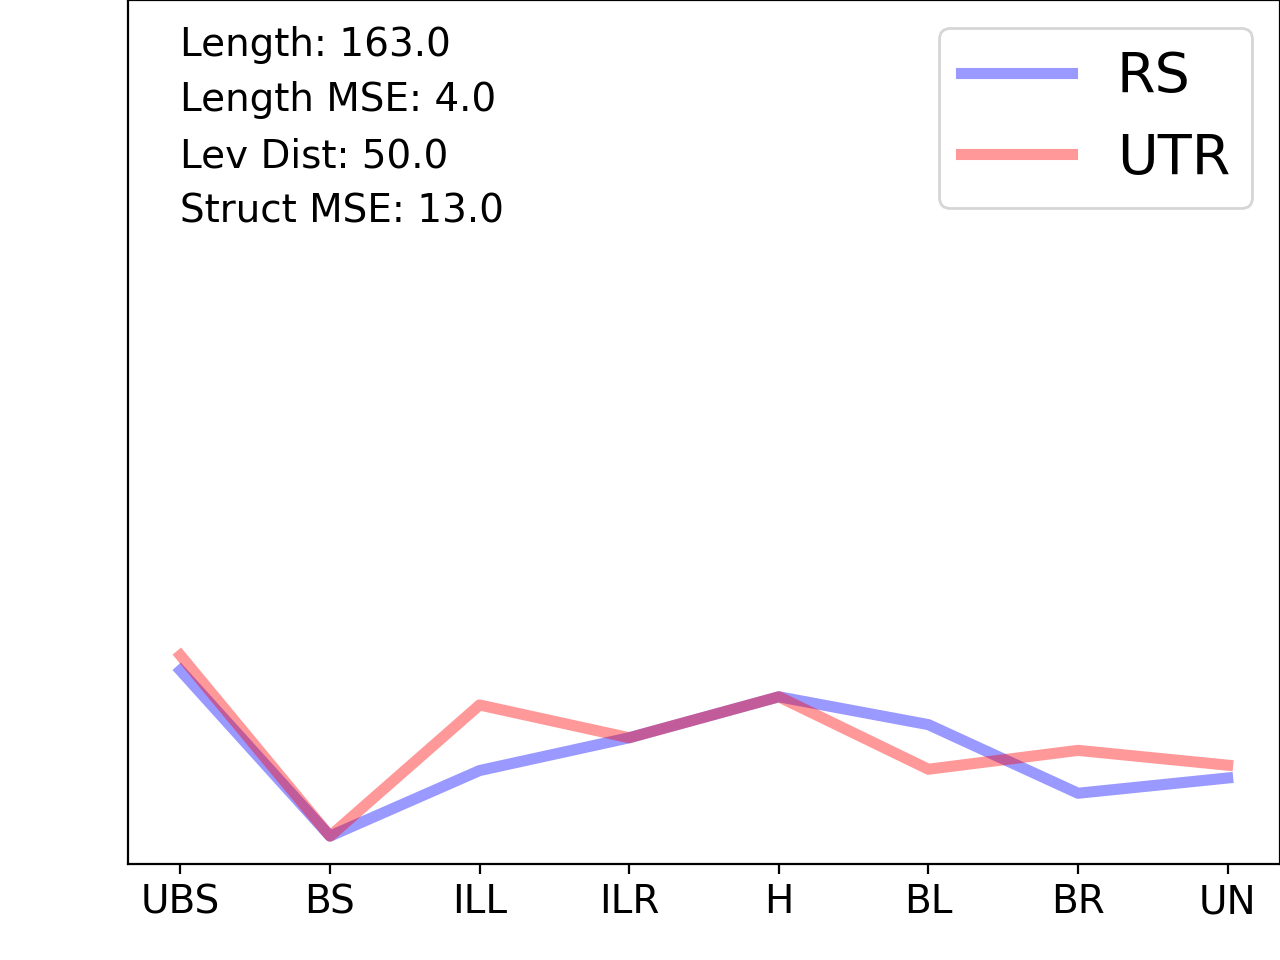 Length: 163.0
Length MSE: 4.0
Lev Dist: 50.0
Struct MSE: 13.0
RS
UTR
UBS BS ILL ILR H BL BR UN